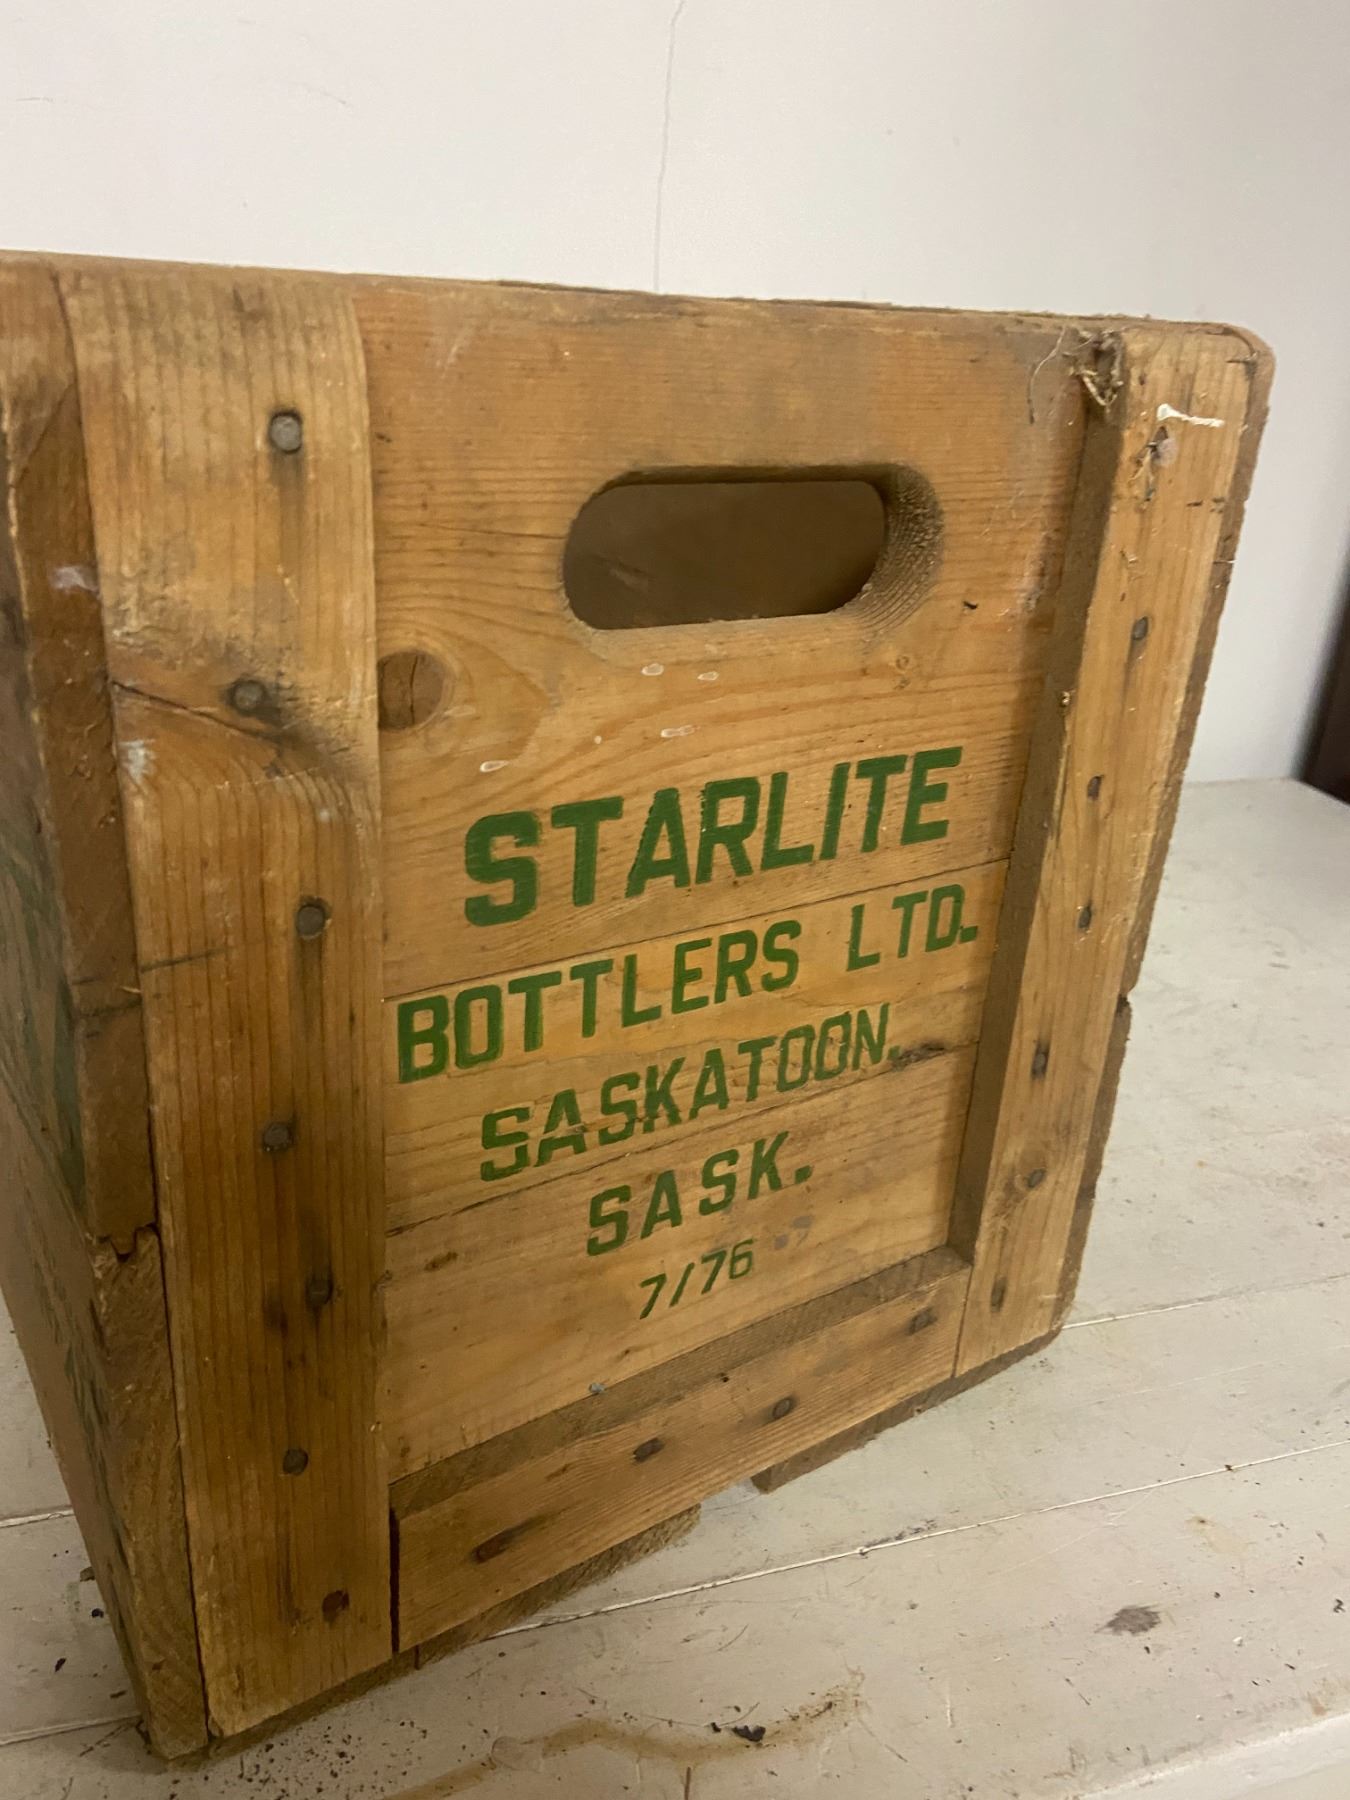 STARLITE
BOTTLERS LTD.
SASKATOON.
SASK.
7/76